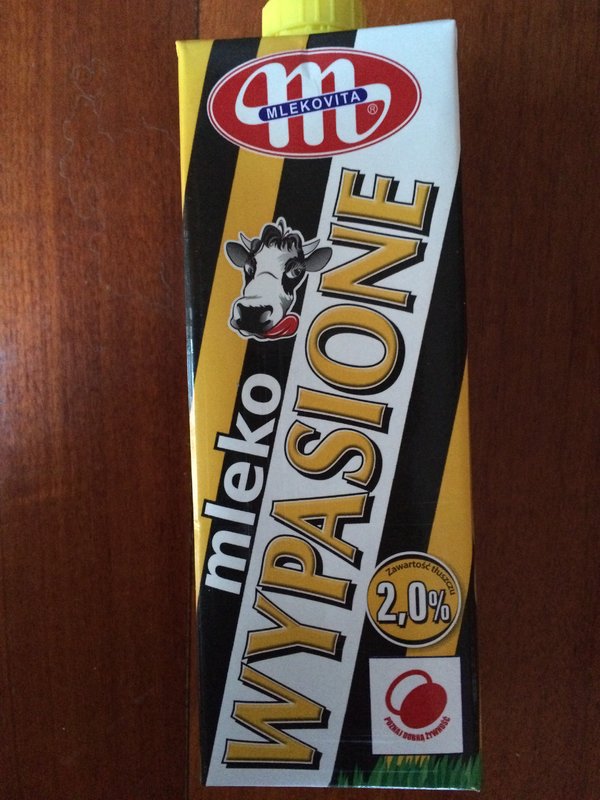 m
MLEKOVITA
®
mleko
WYPASIONE
Zawartość tłuszczu
2,0%
POZNAJ DOBRĄ ŻYWNOŚĆ